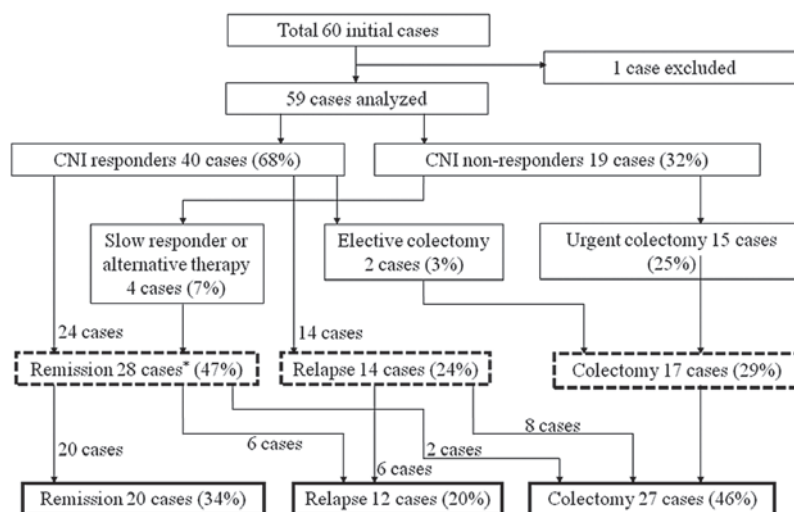 Total 60 initial cases
1 case excluded
59 cases analyzed
CNI responders 40 cases (68%)
CNI non-responders 19 cases (32%)
Slow responder or
alternative therapy
4 cases (7%)
Elective colectomy
2 cases (3%)
Urgent colectomy 15 cases
(25%)
24 cases
14 cases
Remission 28 cases* (47%)
Relapse 14 cases (24%)
Colectomy 17 cases (29%)
20 cases
6 cases
6 cases
2 cases
8 cases
Remission 20 cases (34%)
Relapse 12 cases (20%)
Colectomy 27 cases (46%)